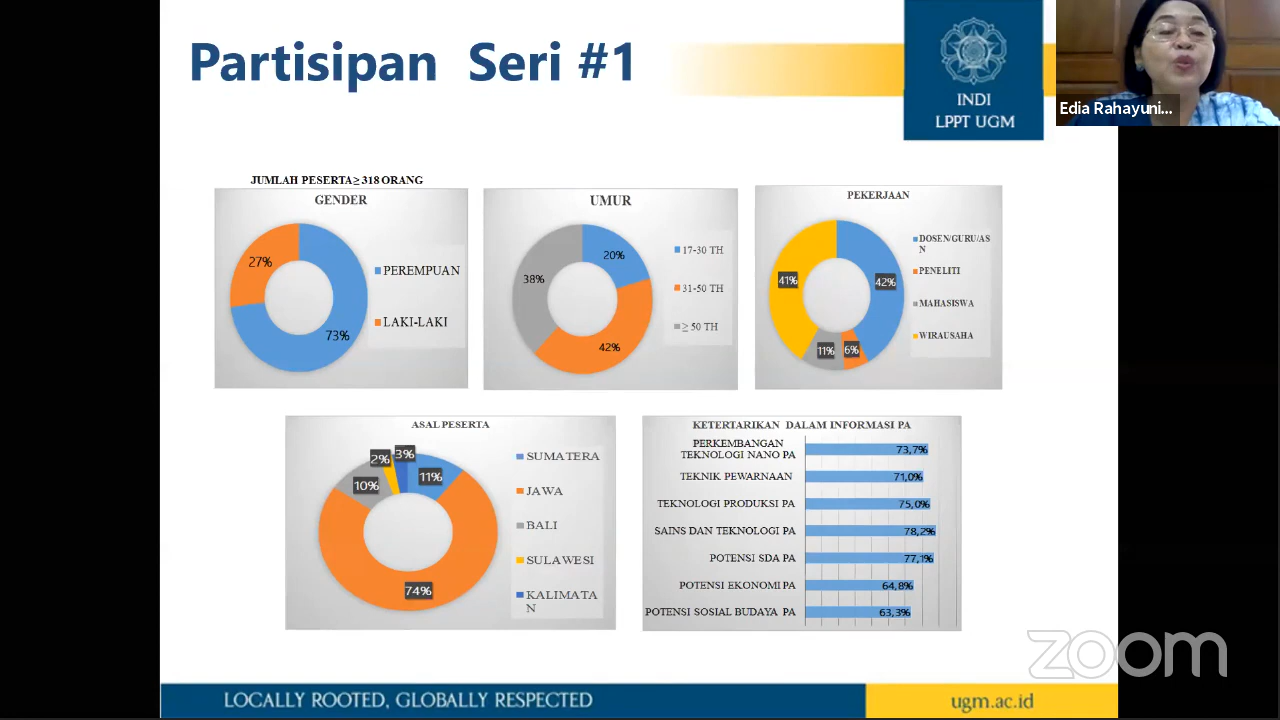 Partisipan Seri #1
INDI
LPPT UGM
Edia Rahayuni...
JUMLAH PESERTA≥ 318 ORANG
GENDER
27%
73%
PEREMPUAN
LAKI-LAKI
UMUR
20%
38%
42%
17-30 TH
31-50 TH
≥ 50 TH
PEKERJAAN
41%
42%
11%
6%
DOSEN/GURU/AS
N
PENELITI
MAHASISWA
WIRAUSAHA
ASAL PESERTA
2%
3%
11%
10%
74%
SUMATERA
JAWA
BALI
SULAWESI
KALIMATA
N
KETERTARIKAN DALAM INFORMASI PA
PERKEMBANGAN
TEKNOLOGI NANO PA 73,7%
TEKNIK PEWARNAAN 71,0%
TEKNOLOGI PRODUKSI PA 75,0%
SAINS DAN TEKNOLOGI PA 78,2%
POTENSI SDA PA 77,1%
POTENSI EKONOMI PA 64,8%
POTENSI SOSIAL BUDAYA PA 63,3%
zoom
LOCALLY ROOTED, GLOBALLY RESPECTED
ugm.ac.id